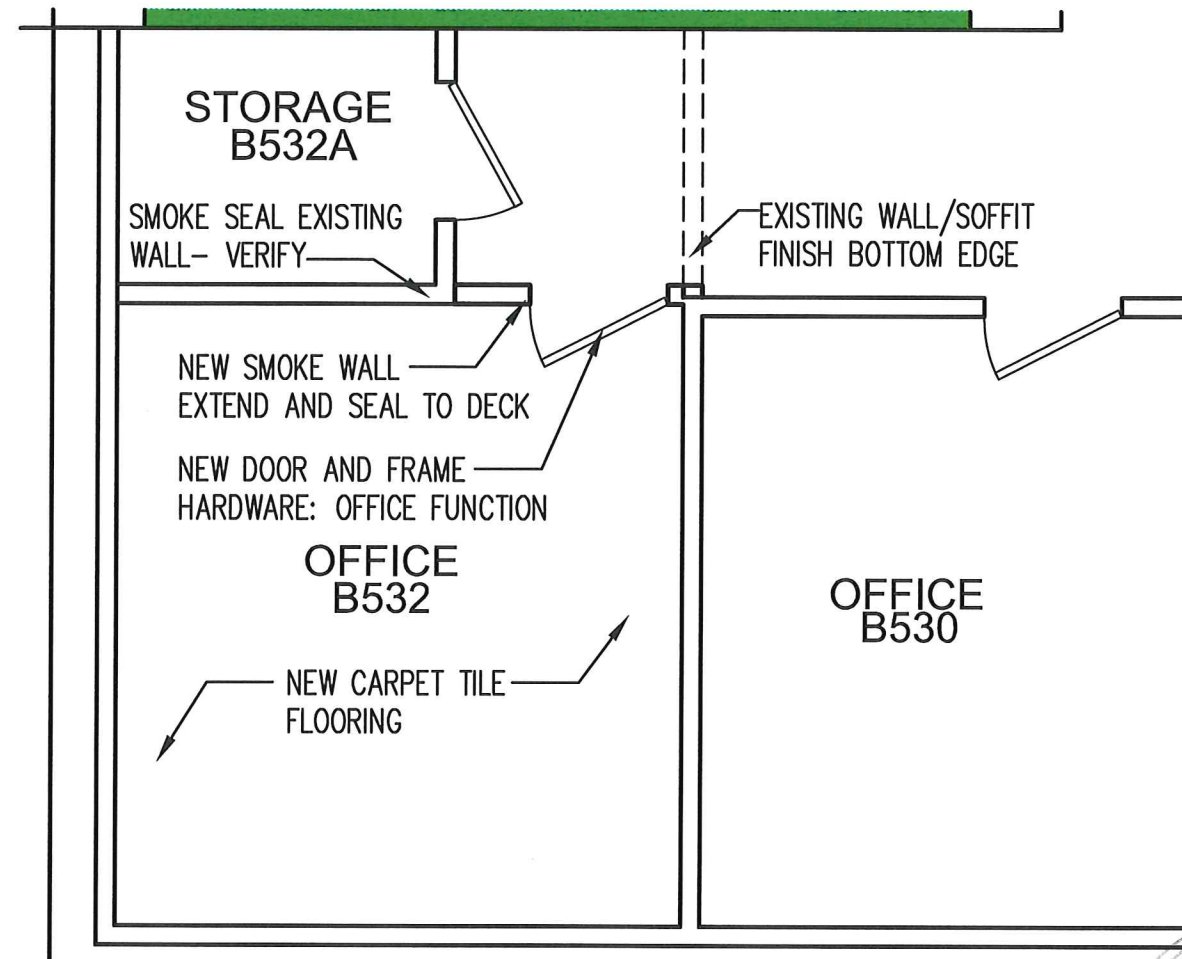 STORAGE
B532A
SMOKE SEAL EXISTING
WALL- VERIFY
EXISTING WALL/SOFFIT
FINISH BOTTOM EDGE
NEW SMOKE WALL
EXTEND AND SEAL TO DECK
NEW DOOR AND FRAME
HARDWARE: OFFICE FUNCTION
OFFICE
B532
OFFICE
B530
NEW CARPET TILE
FLOORING